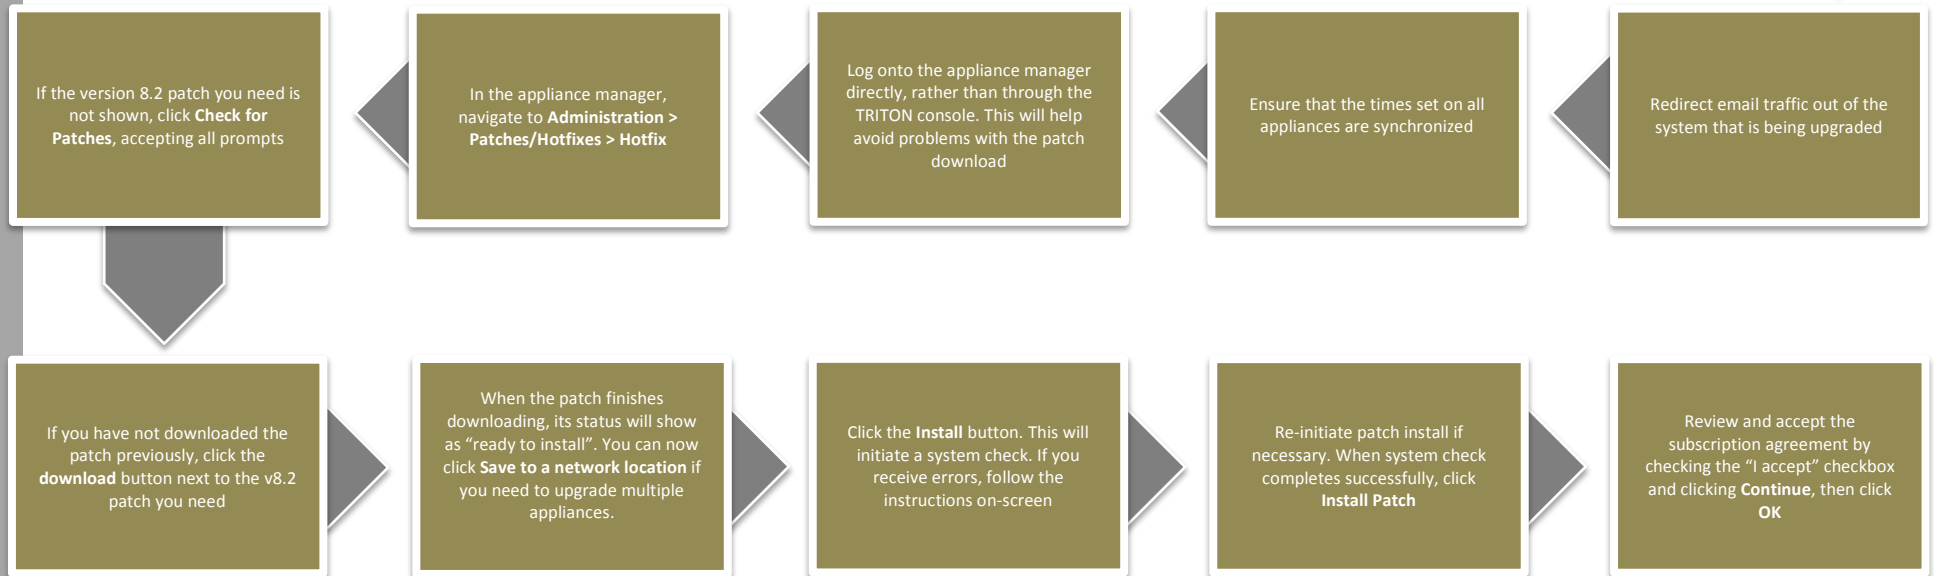 Redirect email traffic out of the
system that is being upgraded
Ensure that the times set on all
appliances are synchronized
Log onto the appliance manager
directly, rather than through the
TRITON console. This will help
avoid problems with the patch
download
In the appliance manager,
navigate to Administration >
Patches/Hotfixes > Hotfix
If the version 8.2 patch you need is
not shown, click Check for
Patches, accepting all prompts
If you have not downloaded the
patch previously, click the
download button next to the v8.2
patch you need
When the patch finishes
downloading, its status will show
as “ready to install”. You can now
click Save to a network location if
you need to upgrade multiple
appliances.
Click the Install button. This will
initiate a system check. If you
receive errors, follow the
instructions on-screen
Re-initiate patch install if
necessary. When system check
completes successfully, click
Install Patch
Review and accept the
subscription agreement by
checking the “I accept” checkbox
and clicking Continue, then click
OK